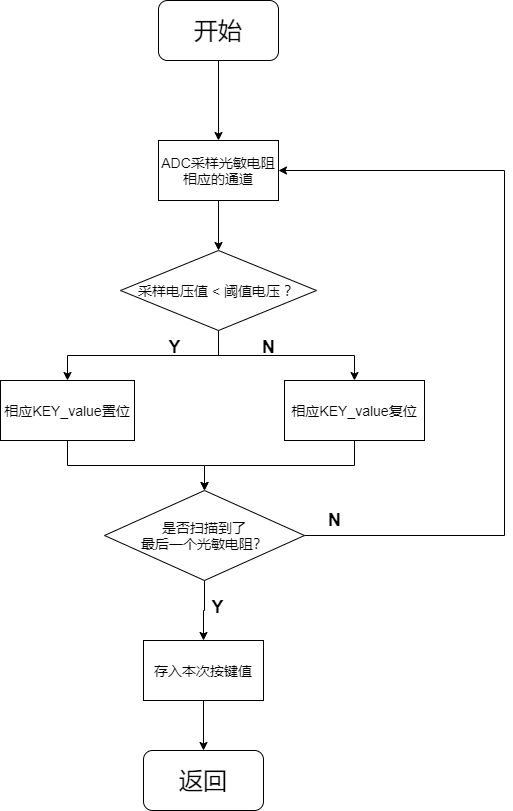 开始
ADC采样光敏电阻
相应的通道
采样电压值 < 阈值电压？
Y
N
相应KEY_value置位
相应KEY_value复位
是否扫描到了
最后一个光敏电阻?
N
Y
存入本次按键值
返回